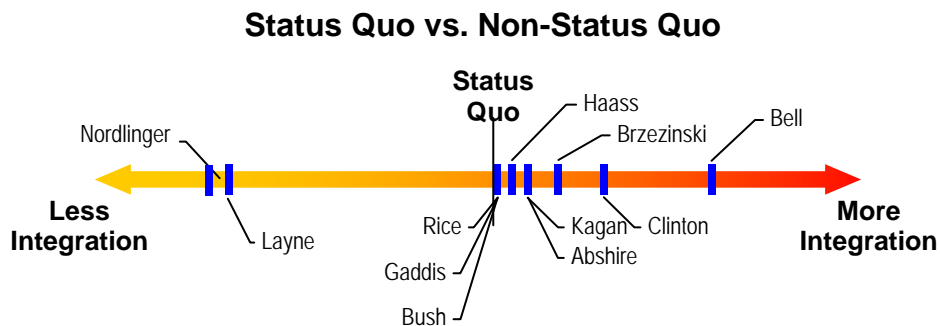 Status Quo vs. Non-Status Quo
Status
Quo
Haass
Nordlinger
Brzezinski
Bell
Less
Integration
Layne
Rice
Gaddis
Bush
Kagan
Abshire
Clinton
More
Integration